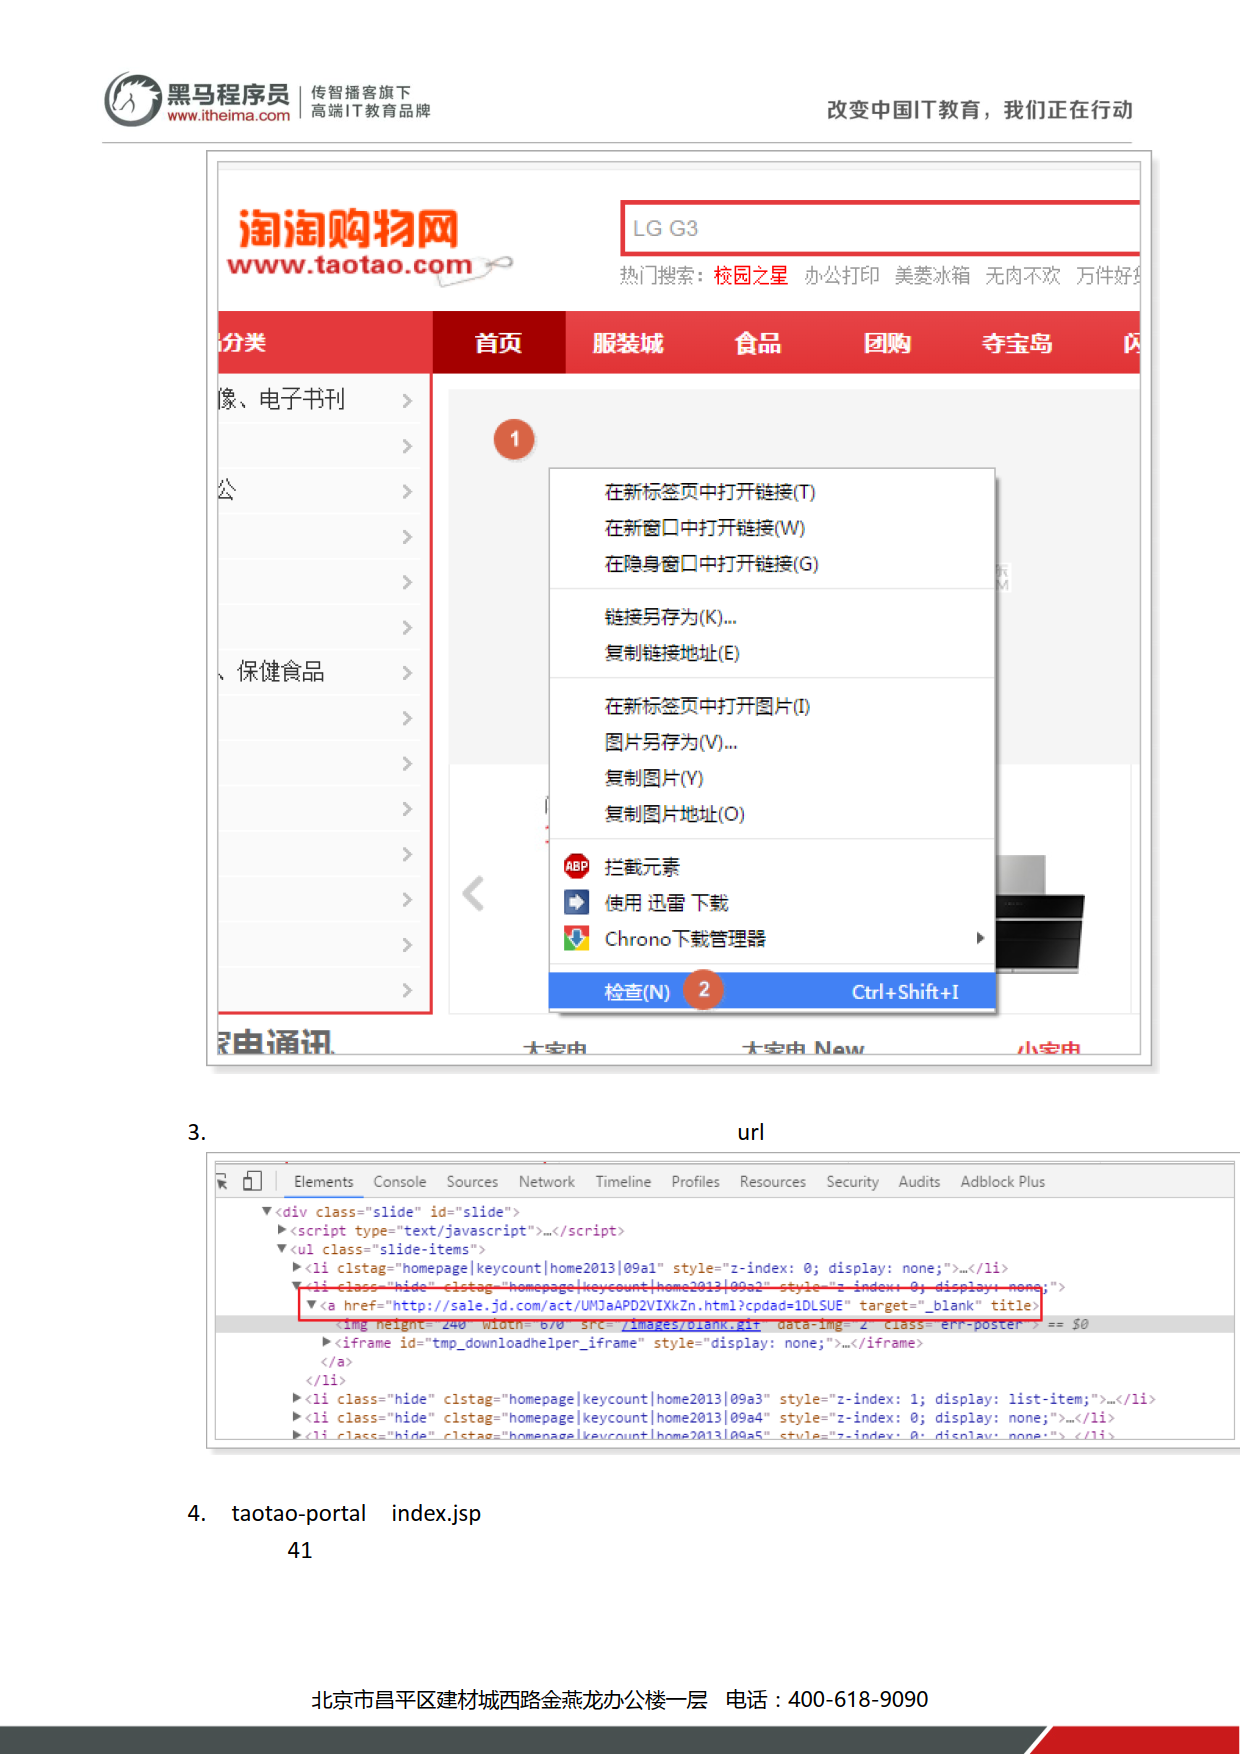 黑马程序员
www.itheima.com
传智播客旗下
高端IT教育品牌
改变中国IT教育，我们正在行动
淘淘购物网
www.taotao.com
LG G3
热门搜索：校园之星 办公打印 美菱冰箱 无肉不欢 万件好
分类 首页 服装城 食品 团购 夺宝岛 闪
像、电子书刊
公
、保健食品
在新标签页中打开链接(T)
在新窗口中打开链接(W)
在隐身窗口中打开链接(G)
链接另存为(K)...
复制链接地址(E)
在新标签页中打开图片(I)
图片另存为(V)...
复制图片(Y)
复制图片地址(O)
ABP 拦截元素
使用 迅雷 下载
Chrono下载管理器
检查(N) Ctrl+Shift+I
1
2
家电通讯
大家电
大家电 New
小家电
3. url
Elements Console Sources Network Timeline Profiles Resources Security Audits Adblock Plus
▼<div class="slide" id="slide">
▶<script type="text/javascript">…</script>
▼<ul class="slide-items">
▶<li clstag="homepage|keycount|home2013|09a1" style="z-index: 0; display: none;">…</li>
▼<li class="hide" clstag="homepage|keycount|home2013|09a2" style="z-index: 0; display: none;">
▼<a href="http://sale.jd.com/act/UMJaAPD2VIXkZn.html?cpdad=1DLSUE" target="_blank" title>
<img height="240" width="670" src="/images/blank.gif" data-img="2" class="err-poster"> == $0
▶<iframe id="tmp_downloadhelper_iframe" style="display: none;">…</iframe>
</a>
</li>
▶<li class="hide" clstag="homepage|keycount|home2013|09a3" style="z-index: 1; display: list-item;">…</li>
▶<li class="hide" clstag="homepage|keycount|home2013|09a4" style="z-index: 0; display: none;">…</li>
▶<li class="hide" clstag="homepage|keycount|home2013|09a5" style="z-index: 0; display: none;">…</li>
4. taotao-portal index.jsp
41
北京市昌平区建材城西路金燕龙办公楼一层 电话：400-618-9090